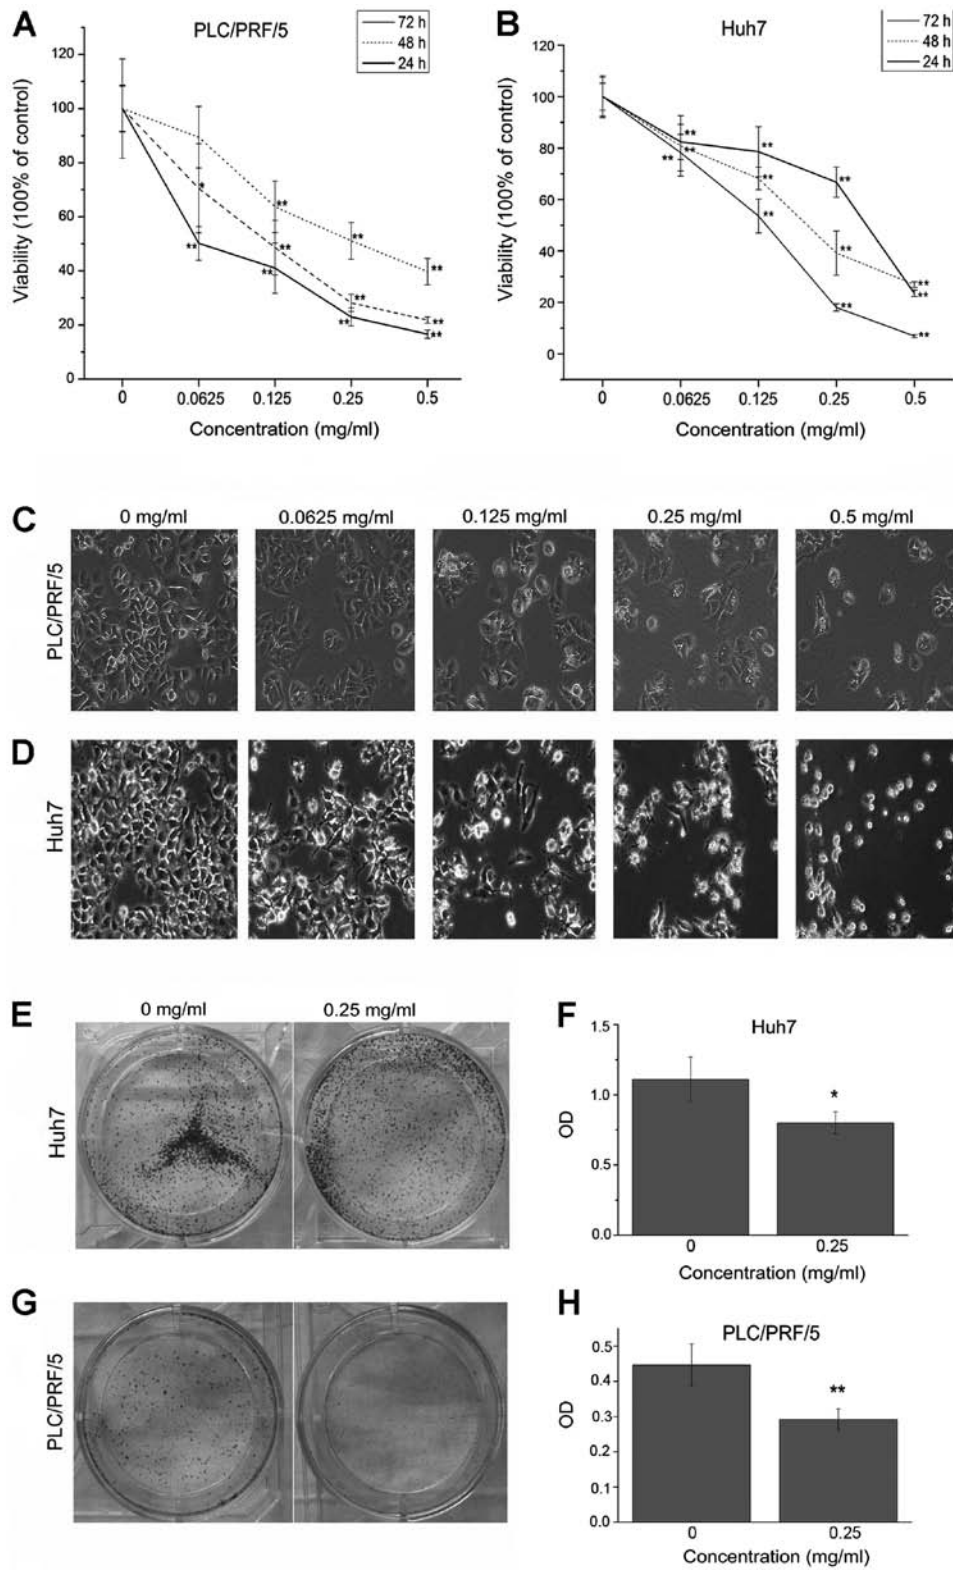 A
PLC/PRF/5
72 h
48 h
24 h
120
100
80
60
40
20
0
Viability (100% of control)
*
**
**
**
**
**
**
**
**
**
**
**
0
0.0625
0.125
0.25
0.5
Concentration (mg/ml)
B
Huh7
72 h
48 h
24 h
120
100
80
60
40
20
0
Viability (100% of control)
**
**
**
**
**
**
**
**
**
**
**
**
0
0.0625
0.125
0.25
0.5
Concentration (mg/ml)
C
0 mg/ml
0.0625 mg/ml
0.125 mg/ml
0.25 mg/ml
0.5 mg/ml
PLC/PRF/5
D
Huh7
E
0 mg/ml
0.25 mg/ml
Huh7
F
Huh7
1.5
1.0
0.5
0.0
OD
*
0
0.25
Concentration (mg/ml)
G
PLC/PRF/5
H
PLC/PRF/5
0.5
0.4
0.3
0.2
0.1
0.0
OD
**
0
0.25
Concentration (mg/ml)